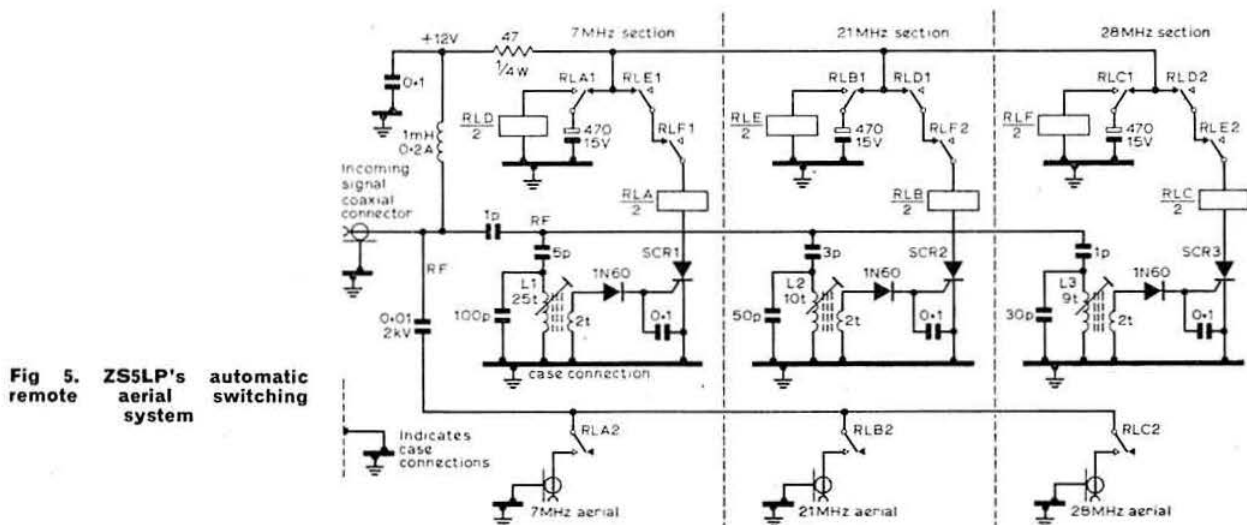 7MHz section
21MHz section
28MHz section
+12V
47
1/4W
0·1
1mH
0·2A
Incoming
signal
coaxial
connector
RF
0·01
2kV
1p
RF
RLA1
RLE1
RLD
2
470
15V
RLF1
RLA
2
5p
SCR1
L1
25t
1N60
100p
2t
0·1
case connection
RLB1
RLD1
RLE
2
470
15V
RLF2
RLB
2
3p
SCR2
L2
10t
1N60
50p
2t
0·1
RLC1
RLD2
RLF
2
470
15V
RLE2
RLC
2
1p
SCR3
L3
9t
1N60
30p
2t
0·1
Fig 5. ZS5LP's automatic
remote aerial switching
system
Indicates
case
connections
RLA2
RLB2
RLC2
7MHz aerial
21MHz aerial
28MHz aerial